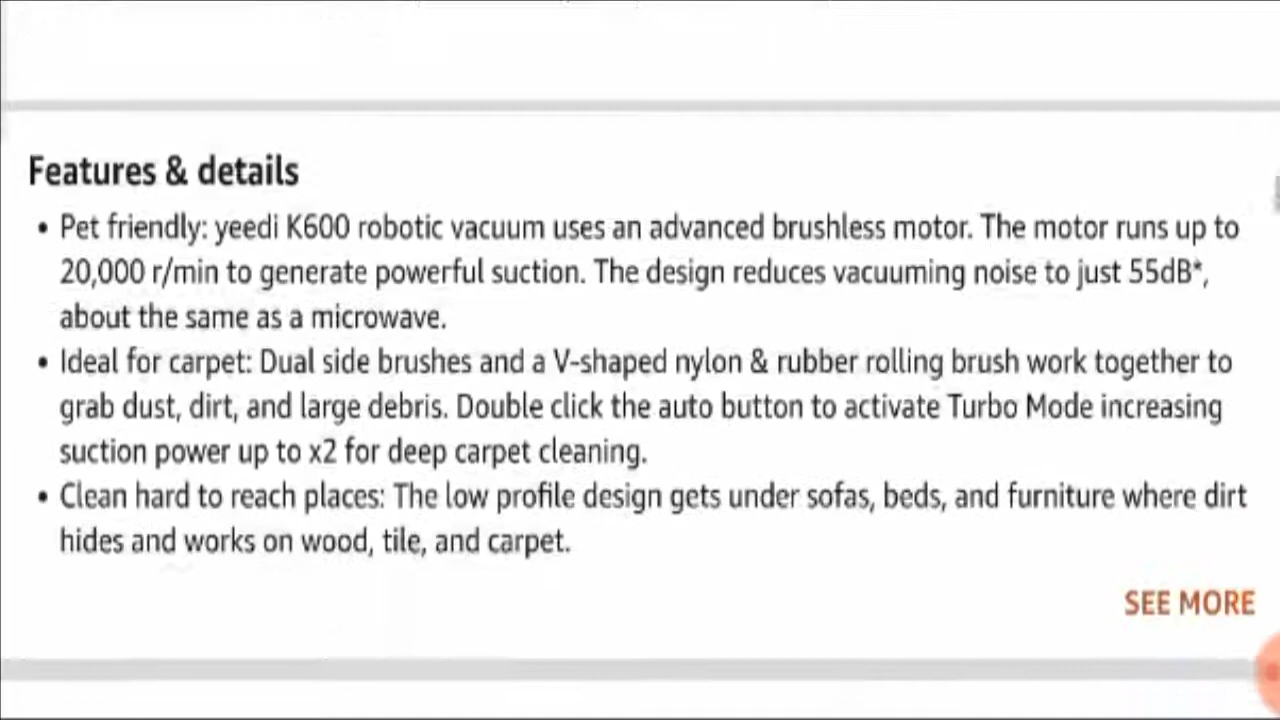 Features & details
• Pet friendly: yeedi K600 robotic vacuum uses an advanced brushless motor. The motor runs up to
20,000 r/min to generate powerful suction. The design reduces vacuuming noise to just 55dB*,
about the same as a microwave.
• Ideal for carpet: Dual side brushes and a V-shaped nylon & rubber rolling brush work together to
grab dust, dirt, and large debris. Double click the auto button to activate Turbo Mode increasing
suction power up to x2 for deep carpet cleaning.
• Clean hard to reach places: The low profile design gets under sofas, beds, and furniture where dirt
hides and works on wood, tile, and carpet.
SEE MORE